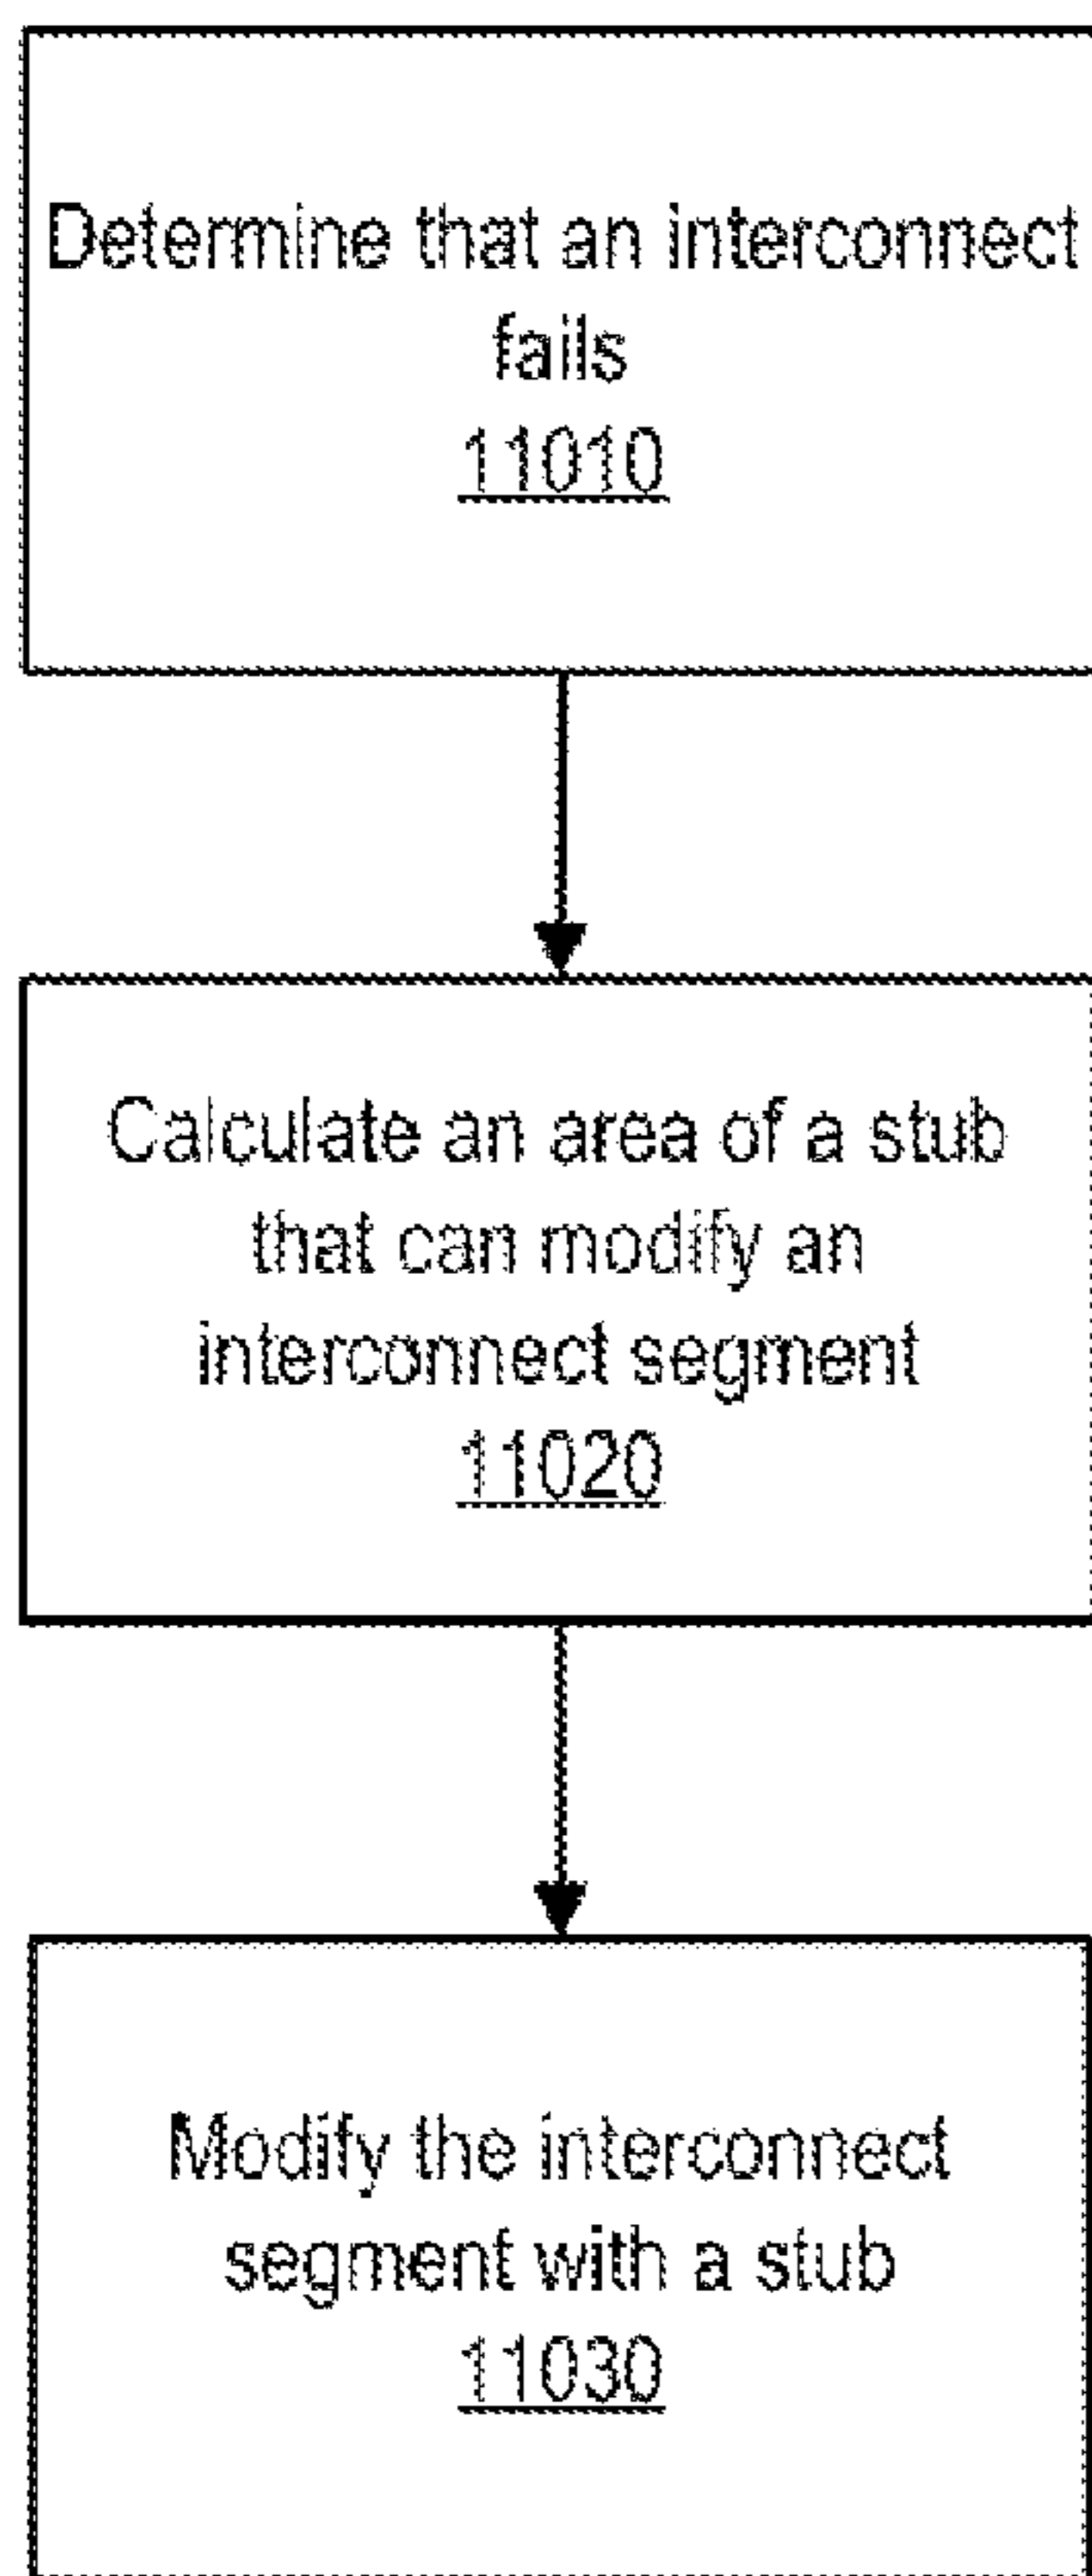 Determine that an interconnect
fails
11010
Calculate an area of a stub
that can modify an
interconnect segment
11020
Modify the interconnect
segment with a stub
11030